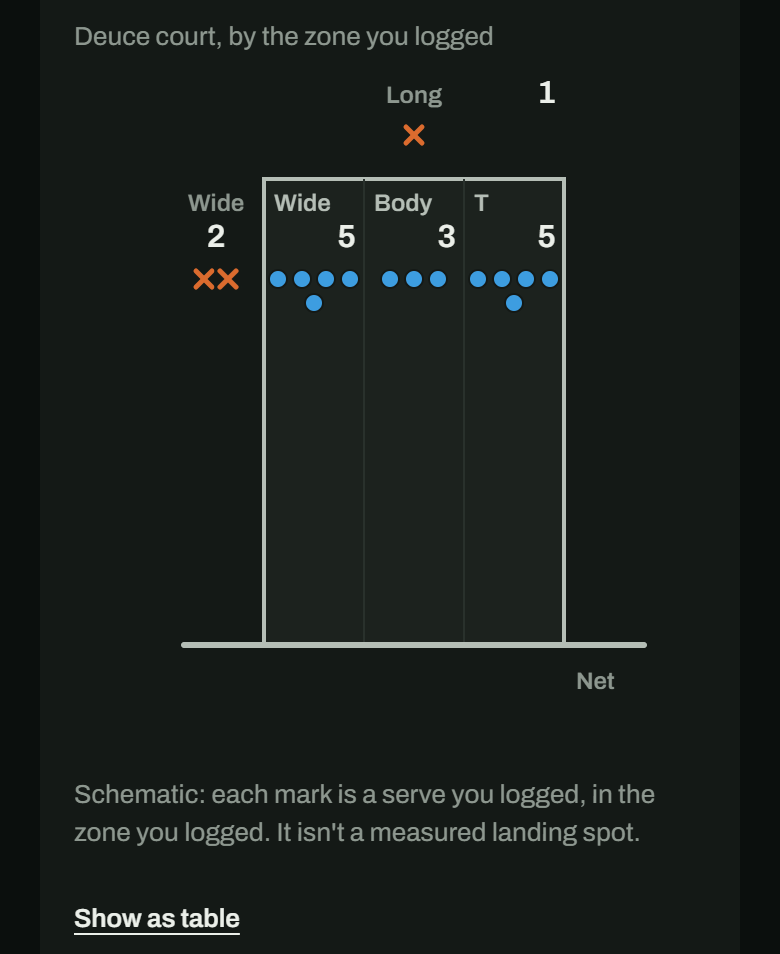 Deuce court, by the zone you logged
Long 1
Wide Wide Body T
2 5 3 5
Net
Schematic: each mark is a serve you logged, in the
zone you logged. It isn't a measured landing spot.
Show as table